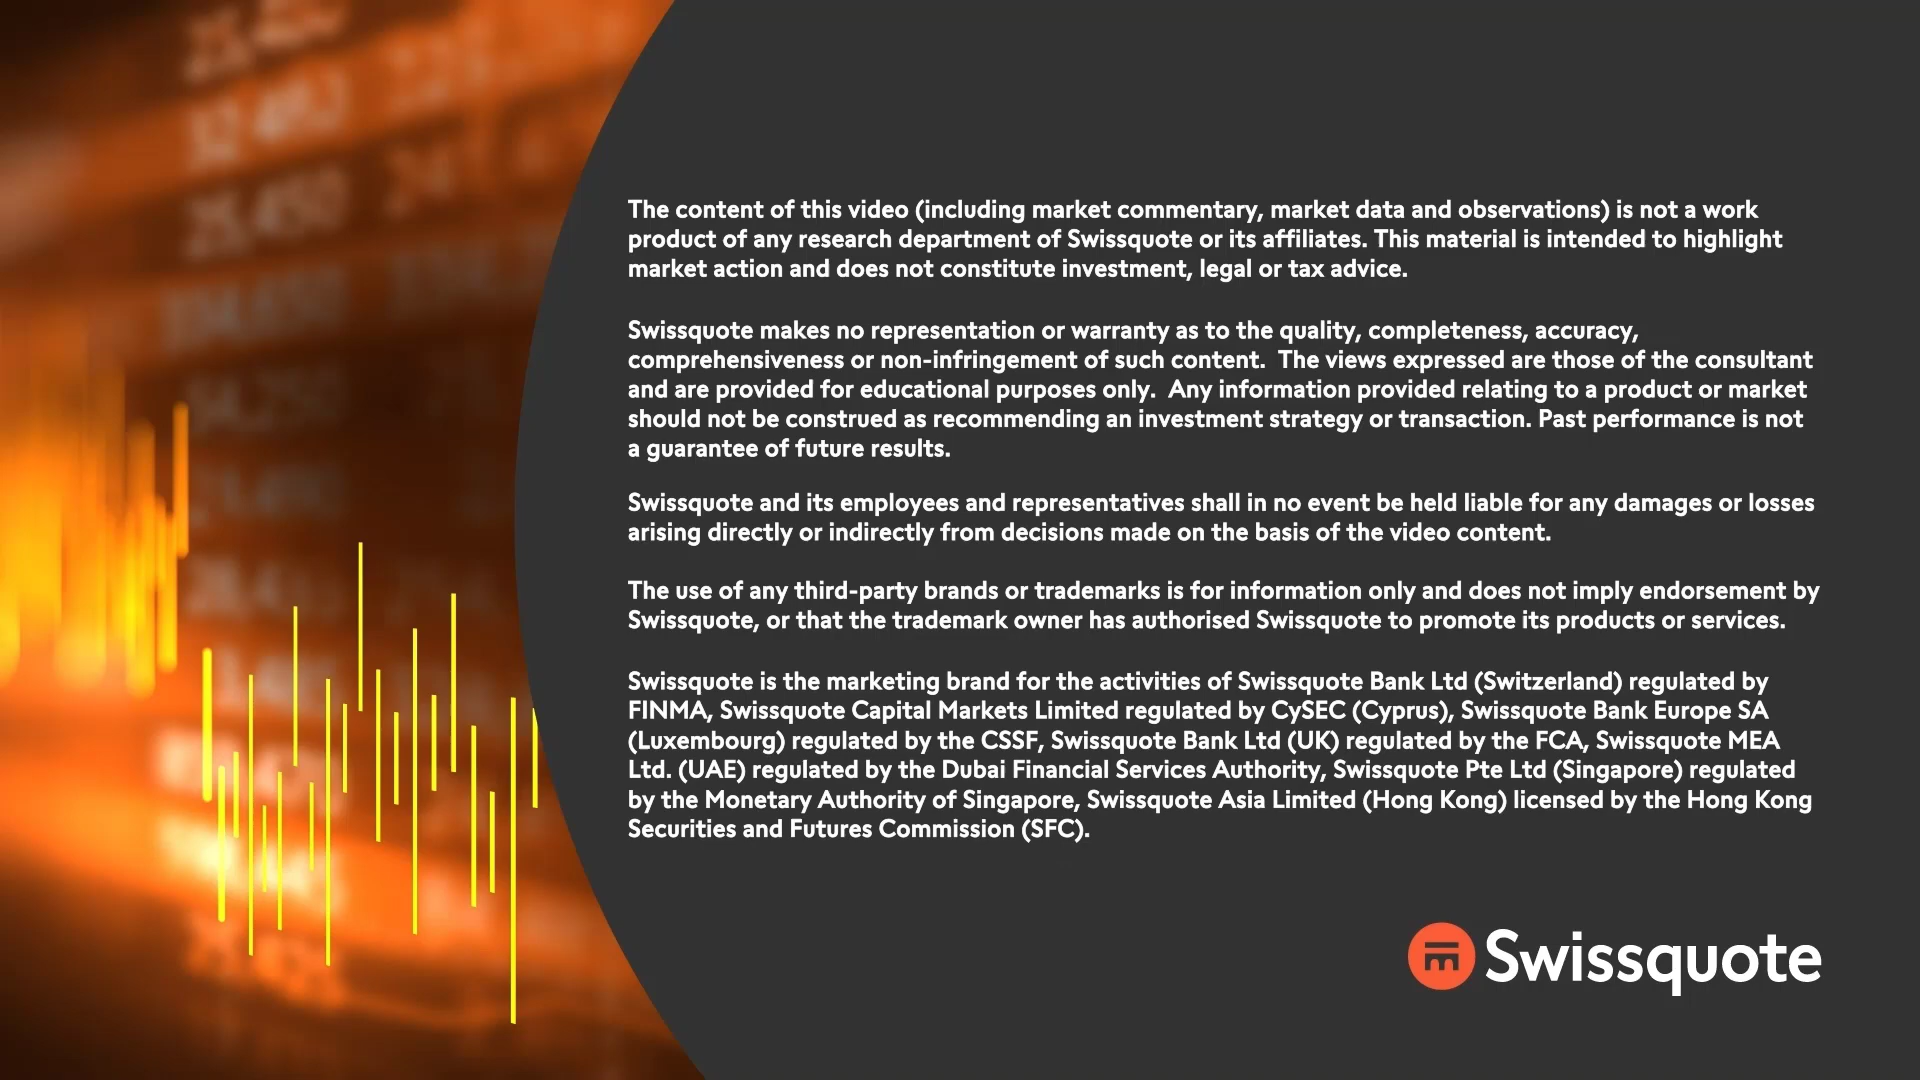 The content of this video (including market commentary, market data and observations) is not a work
product of any research department of Swissquote or its affiliates. This material is intended to highlight
market action and does not constitute investment, legal or tax advice.
Swissquote makes no representation or warranty as to the quality, completeness, accuracy,
comprehensiveness or non-infringement of such content.  The views expressed are those of the consultant
and are provided for educational purposes only.  Any information provided relating to a product or market
should not be construed as recommending an investment strategy or transaction. Past performance is not
a guarantee of future results.
Swissquote and its employees and representatives shall in no event be held liable for any damages or losses
arising directly or indirectly from decisions made on the basis of the video content.
The use of any third-party brands or trademarks is for information only and does not imply endorsement by
Swissquote, or that the trademark owner has authorised Swissquote to promote its products or services.
Swissquote is the marketing brand for the activities of Swissquote Bank Ltd (Switzerland) regulated by
FINMA, Swissquote Capital Markets Limited regulated by CySEC (Cyprus), Swissquote Bank Europe SA
(Luxembourg) regulated by the CSSF, Swissquote Bank Ltd (UK) regulated by the FCA, Swissquote MEA
Ltd. (UAE) regulated by the Dubai Financial Services Authority, Swissquote Pte Ltd (Singapore) regulated
by the Monetary Authority of Singapore, Swissquote Asia Limited (Hong Kong) licensed by the Hong Kong
Securities and Futures Commission (SFC).
Swissquote